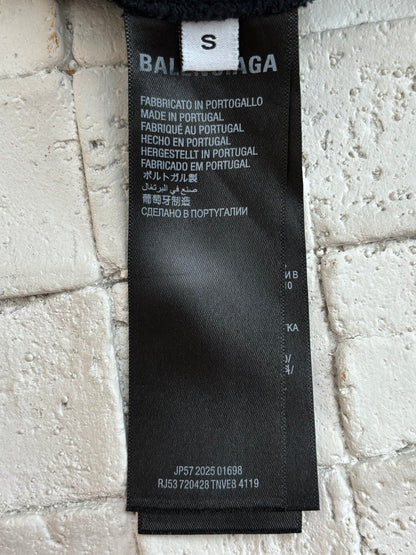 S
BALENCIAGA
FABBRICATO IN PORTOGALLO
MADE IN PORTUGAL
FABRIQUÉ AU PORTUGAL
HECHO EN PORTUGAL
HERGESTELLT IN PORTUGAL
FABRICADO EM PORTUGAL
ポルトガル製
صنع في البرتغال
葡萄牙制造
СДЕЛАНО В ПОРТУГАЛИИ
JP57 2025 01698
RJ53 720428 TNVE8 4119